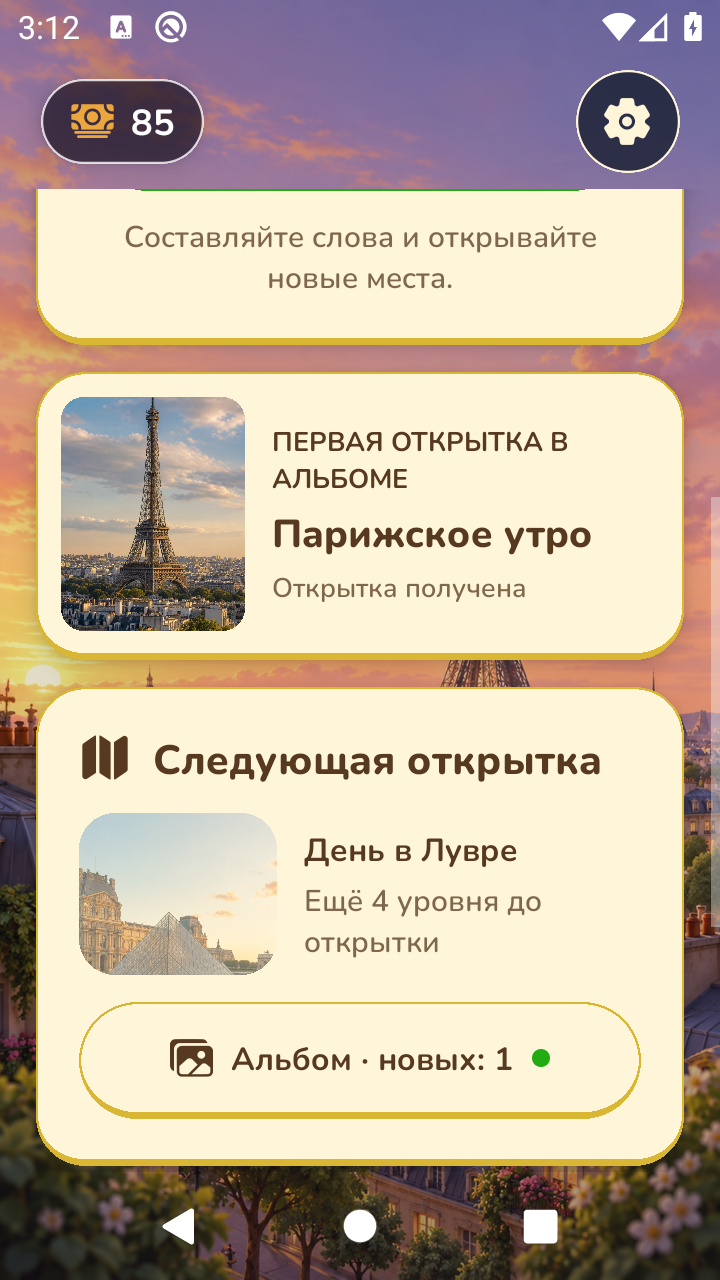 3:12
85
Составляйте слова и открывайте
новые места.
ПЕРВАЯ ОТКРЫТКА В
АЛЬБОМЕ
Парижское утро
Открытка получена
Следующая открытка
День в Лувре
Ещё 4 уровня до
открытки
Альбом · новых: 1